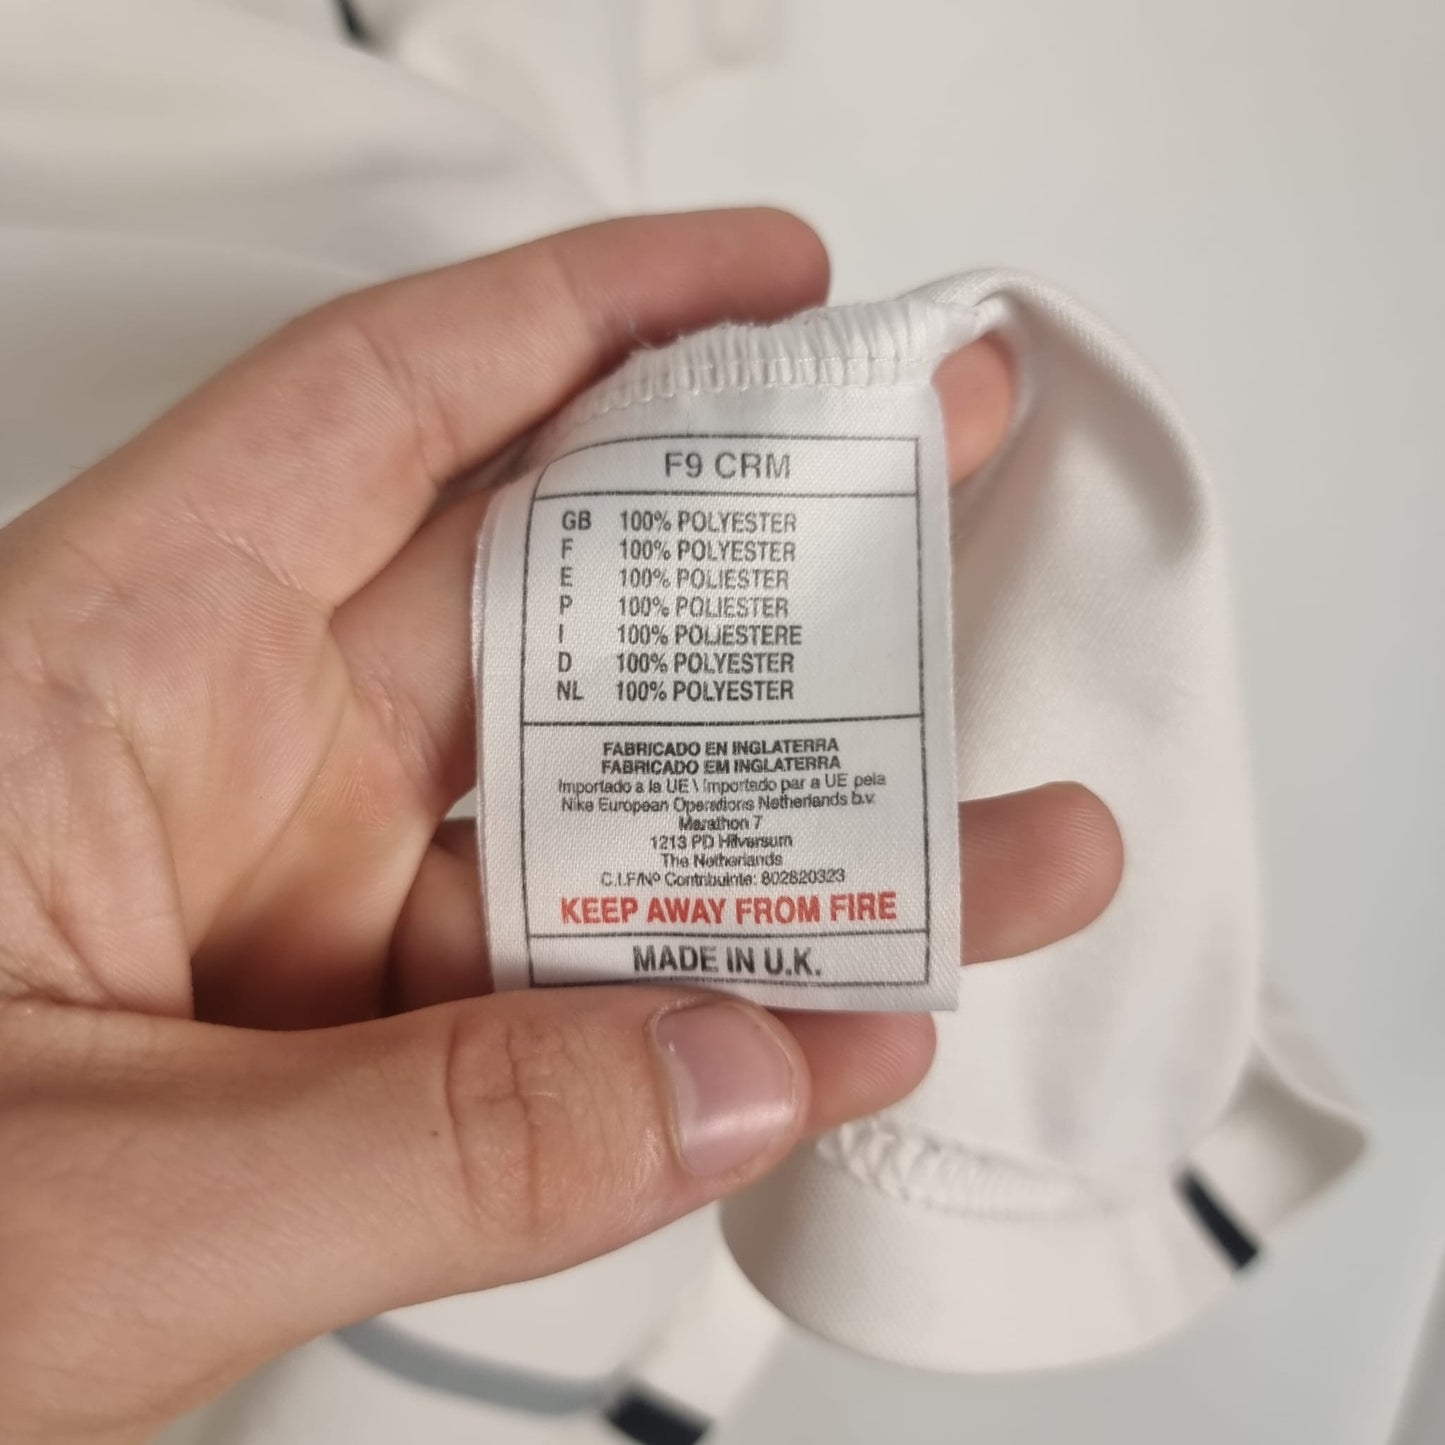 F9 CRM
GB 100% POLYESTER
F 100% POLYESTER
E 100% POLIESTER
P 100% POLIESTER
I 100% POLIESTERE
D 100% POLYESTER
NL 100% POLYESTER
FABRICADO EN INGLATERRA
FABRICADO EM INGLATERRA
Importado a la UE \ Importado par a UE pela
Nike European Operations Netherlands b.v.
Marathon 7
1213 PD Hilversum
The Netherlands
C.I.F/Nº Contribuinte: 802820323
KEEP AWAY FROM FIRE
MADE IN U.K.